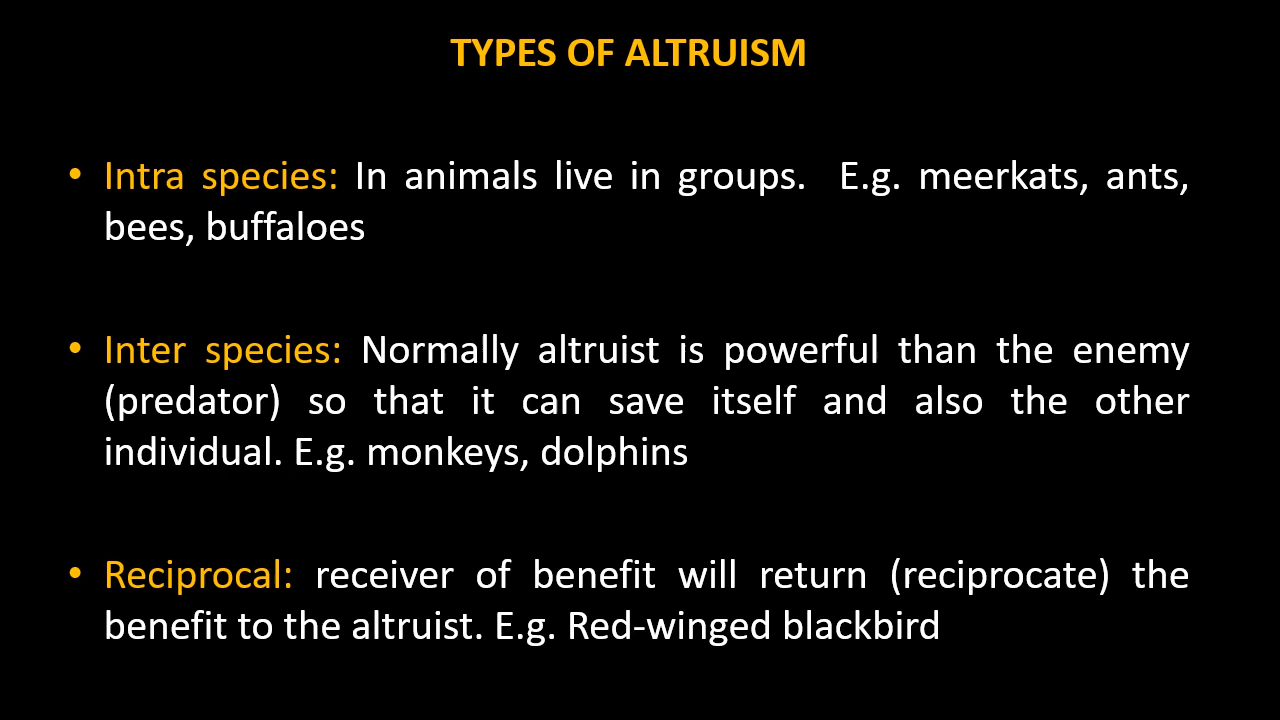 TYPES OF ALTRUISM
• Intra species: In animals live in groups.  E.g. meerkats, ants,
bees, buffaloes
• Inter species: Normally altruist is powerful than the enemy
(predator) so that it can save itself and also the other
individual. E.g. monkeys, dolphins
• Reciprocal: receiver of benefit will return (reciprocate) the
benefit to the altruist. E.g. Red-winged blackbird